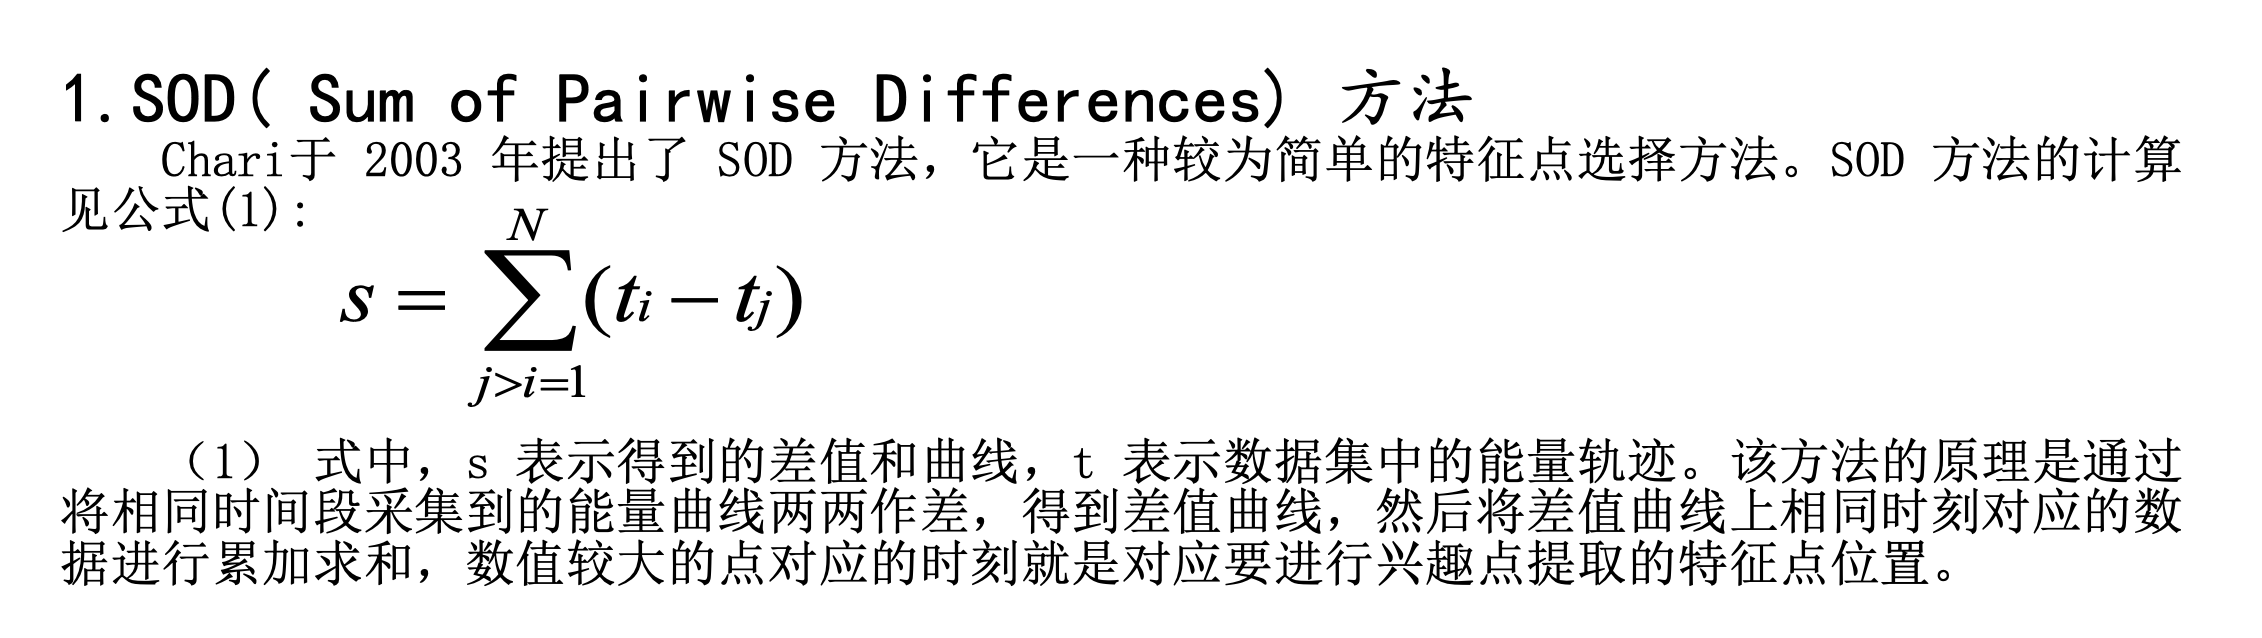 1.SOD( Sum of Pairwise Differences) 方法
Chari于 2003 年提出了 SOD 方法，它是一种较为简单的特征点选择方法。SOD 方法的计算
见公式(1):
s = \sum_{j>i=1}^{N} (t_i - t_j)
（1） 式中，s 表示得到的差值和曲线，t 表示数据集中的能量轨迹。该方法的原理是通过
将相同时间段采集到的能量曲线两两作差，得到差值曲线，然后将差值曲线上相同时刻对应的数
据进行累加求和，数值较大的点对应的时刻就是对应要进行兴趣点提取的特征点位置。